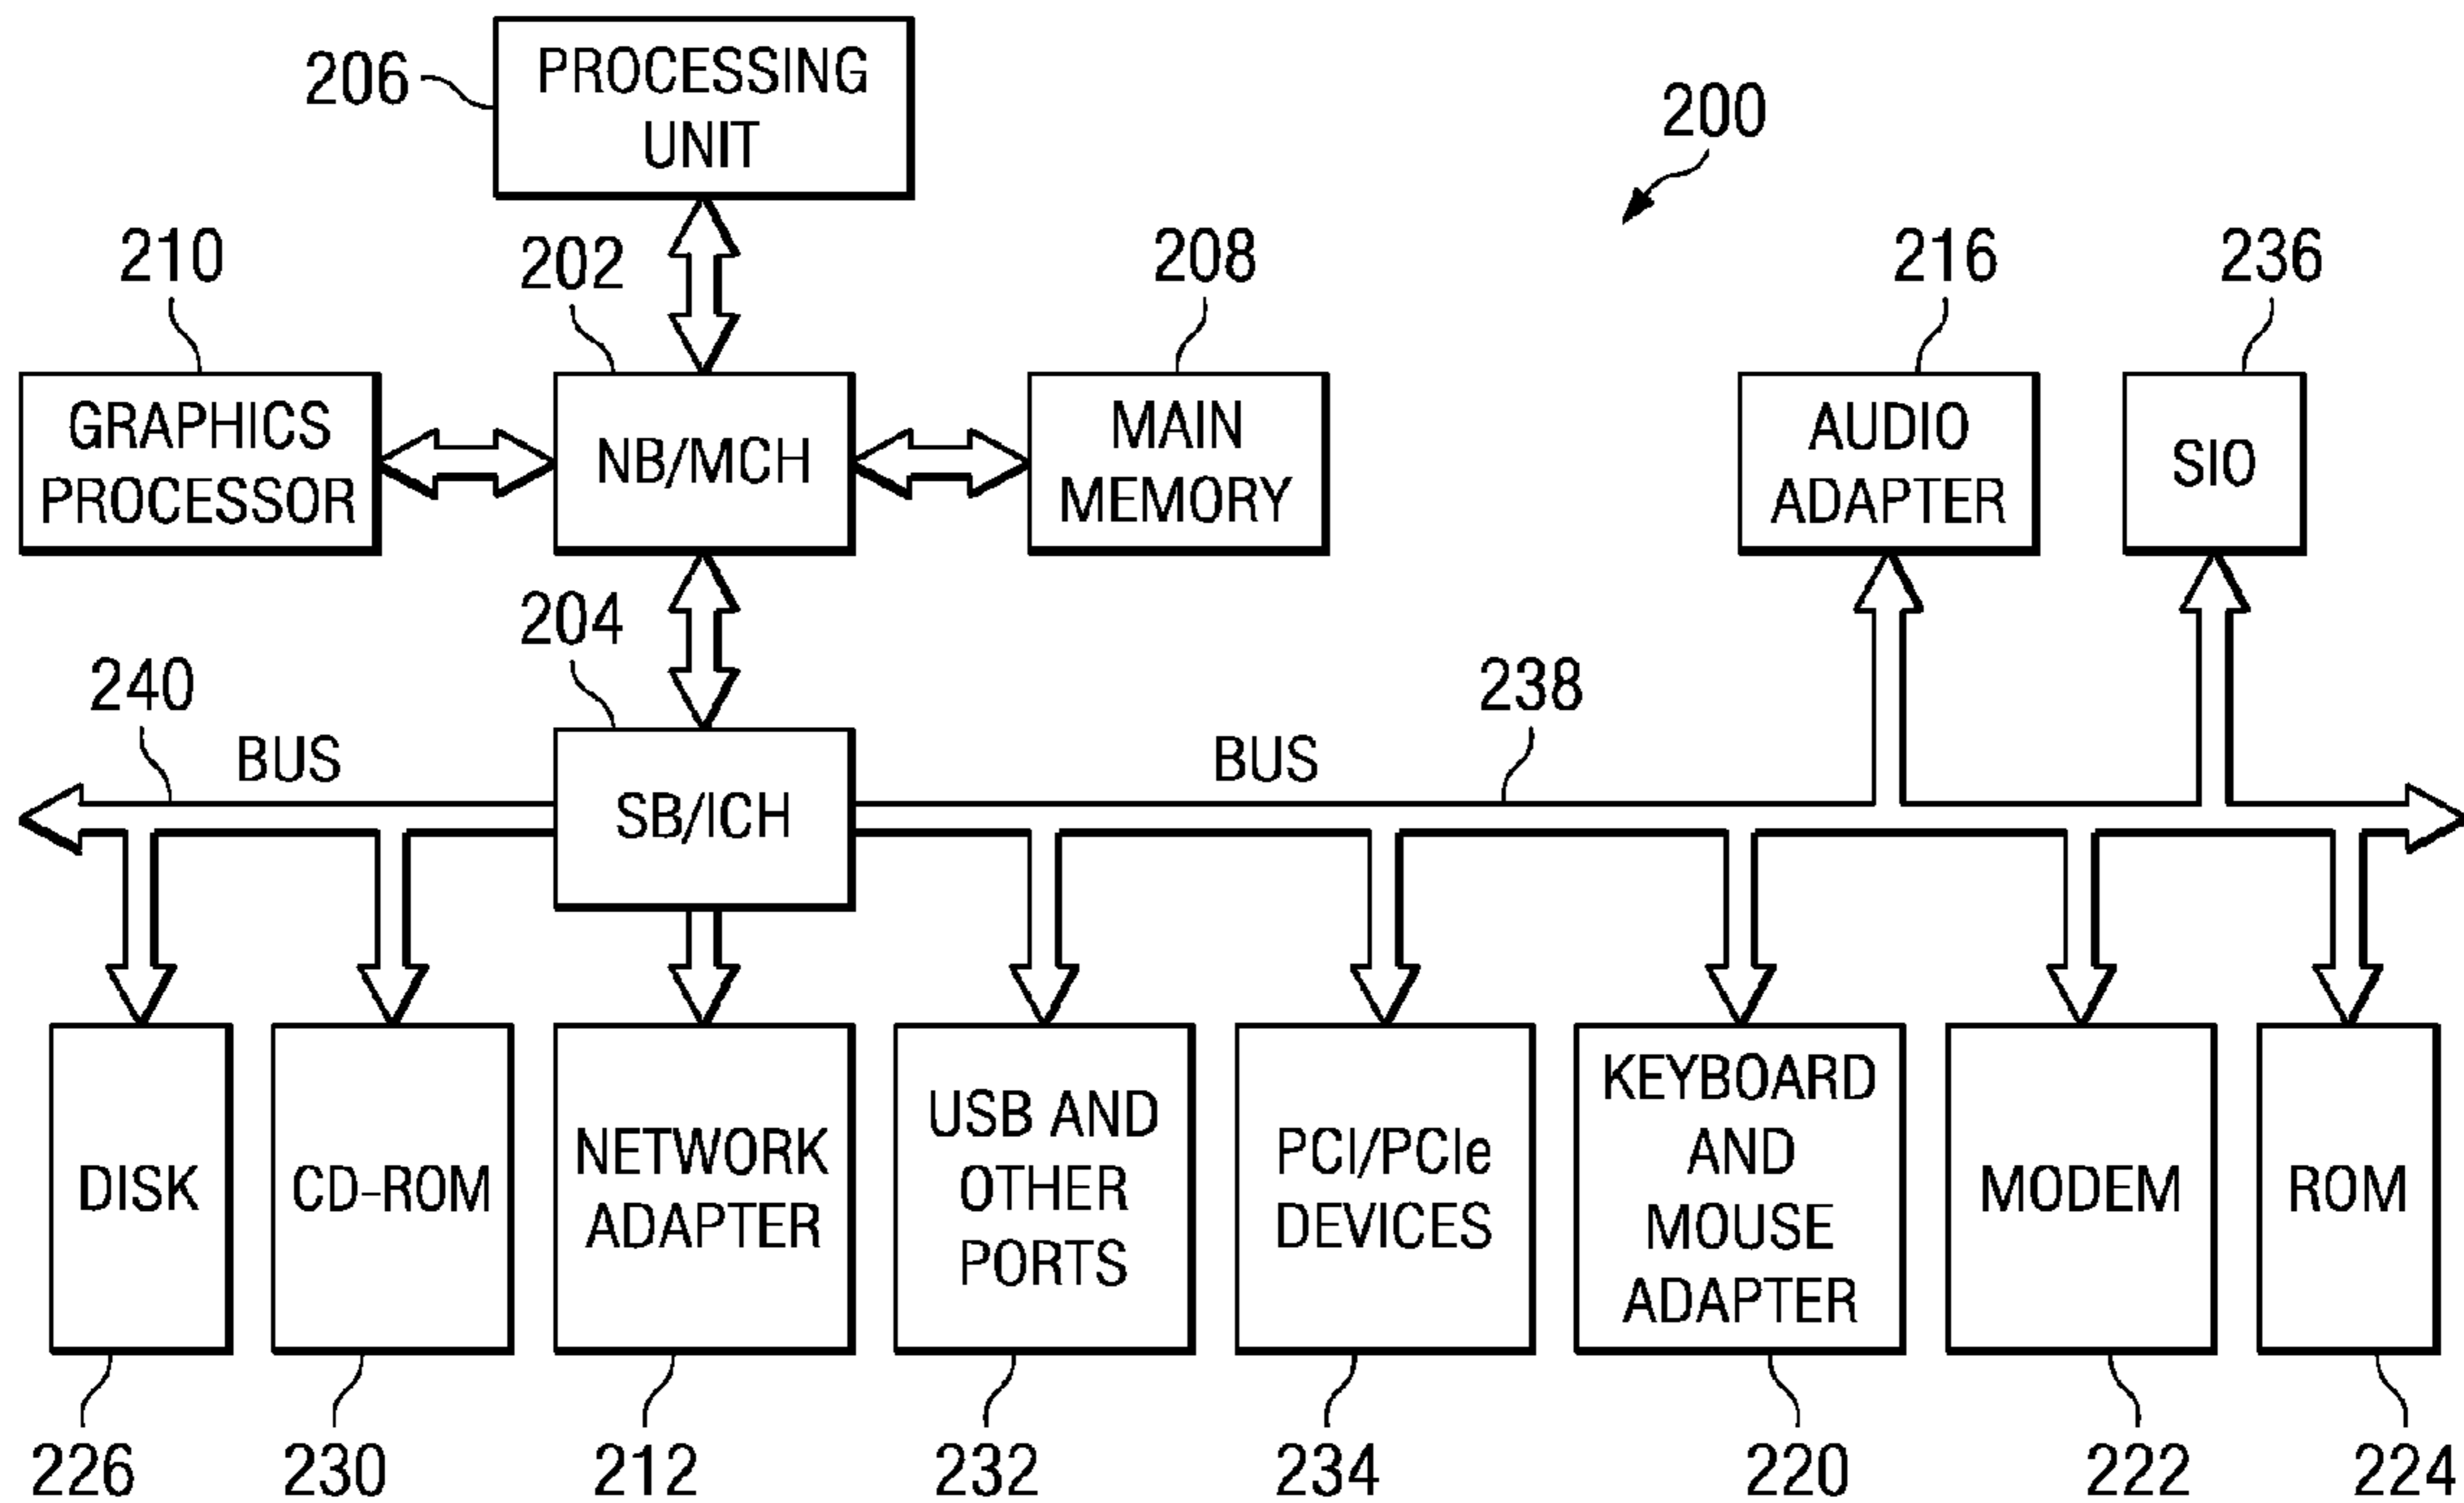 206
PROCESSING
UNIT
200
210
202
208
216
236
GRAPHICS
PROCESSOR
NB/MCH
MAIN
MEMORY
AUDIO
ADAPTER
SIO
204
240
BUS
238
BUS
SB/ICH
DISK
CD-ROM
NETWORK
ADAPTER
USB AND
OTHER
PORTS
PCI/PCIe
DEVICES
KEYBOARD
AND
MOUSE
ADAPTER
MODEM
ROM
226
230
212
232
234
220
222
224